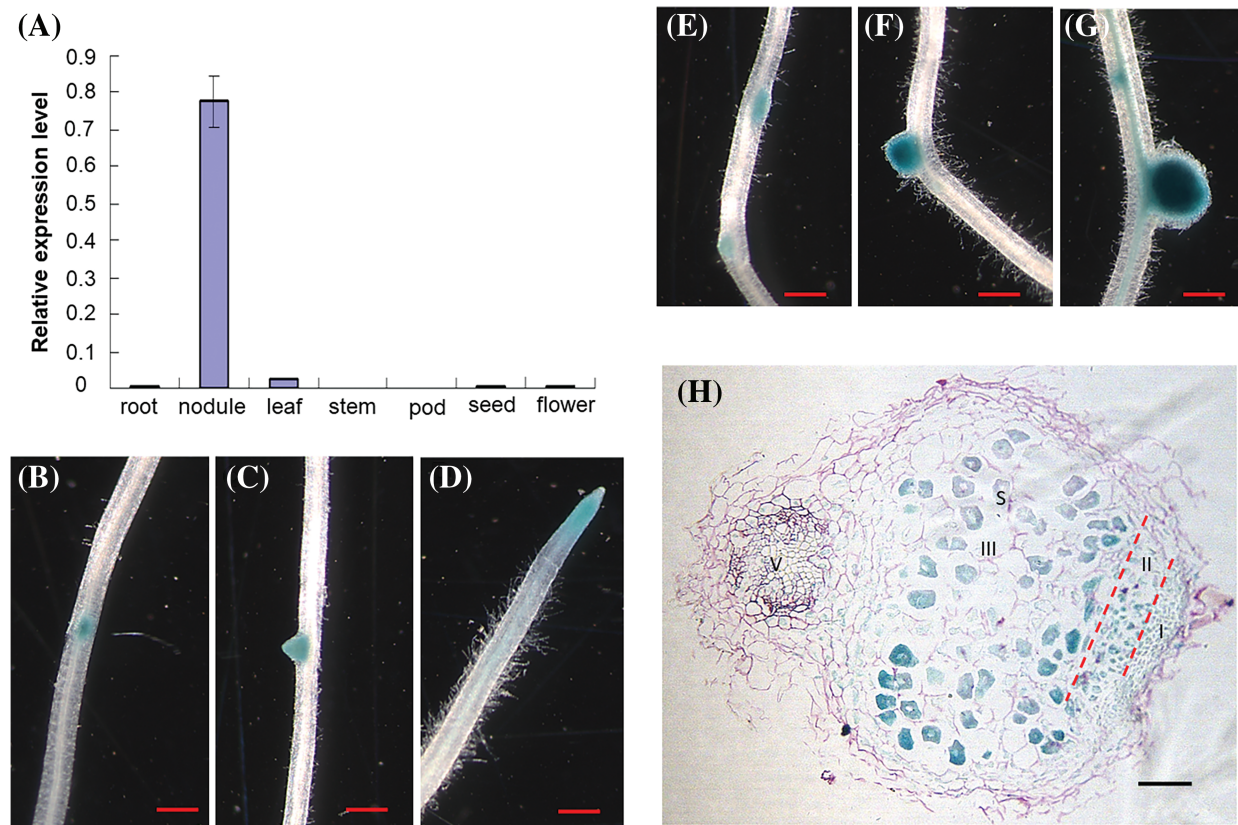 (A)
Relative expression level
0.9
0.8
0.7
0.6
0.5
0.4
0.3
0.2
0.1
0
root nodule leaf stem pod seed flower
(B)
(C)
(D)
(E)
(F)
(G)
(H)
S
III
V
II
I